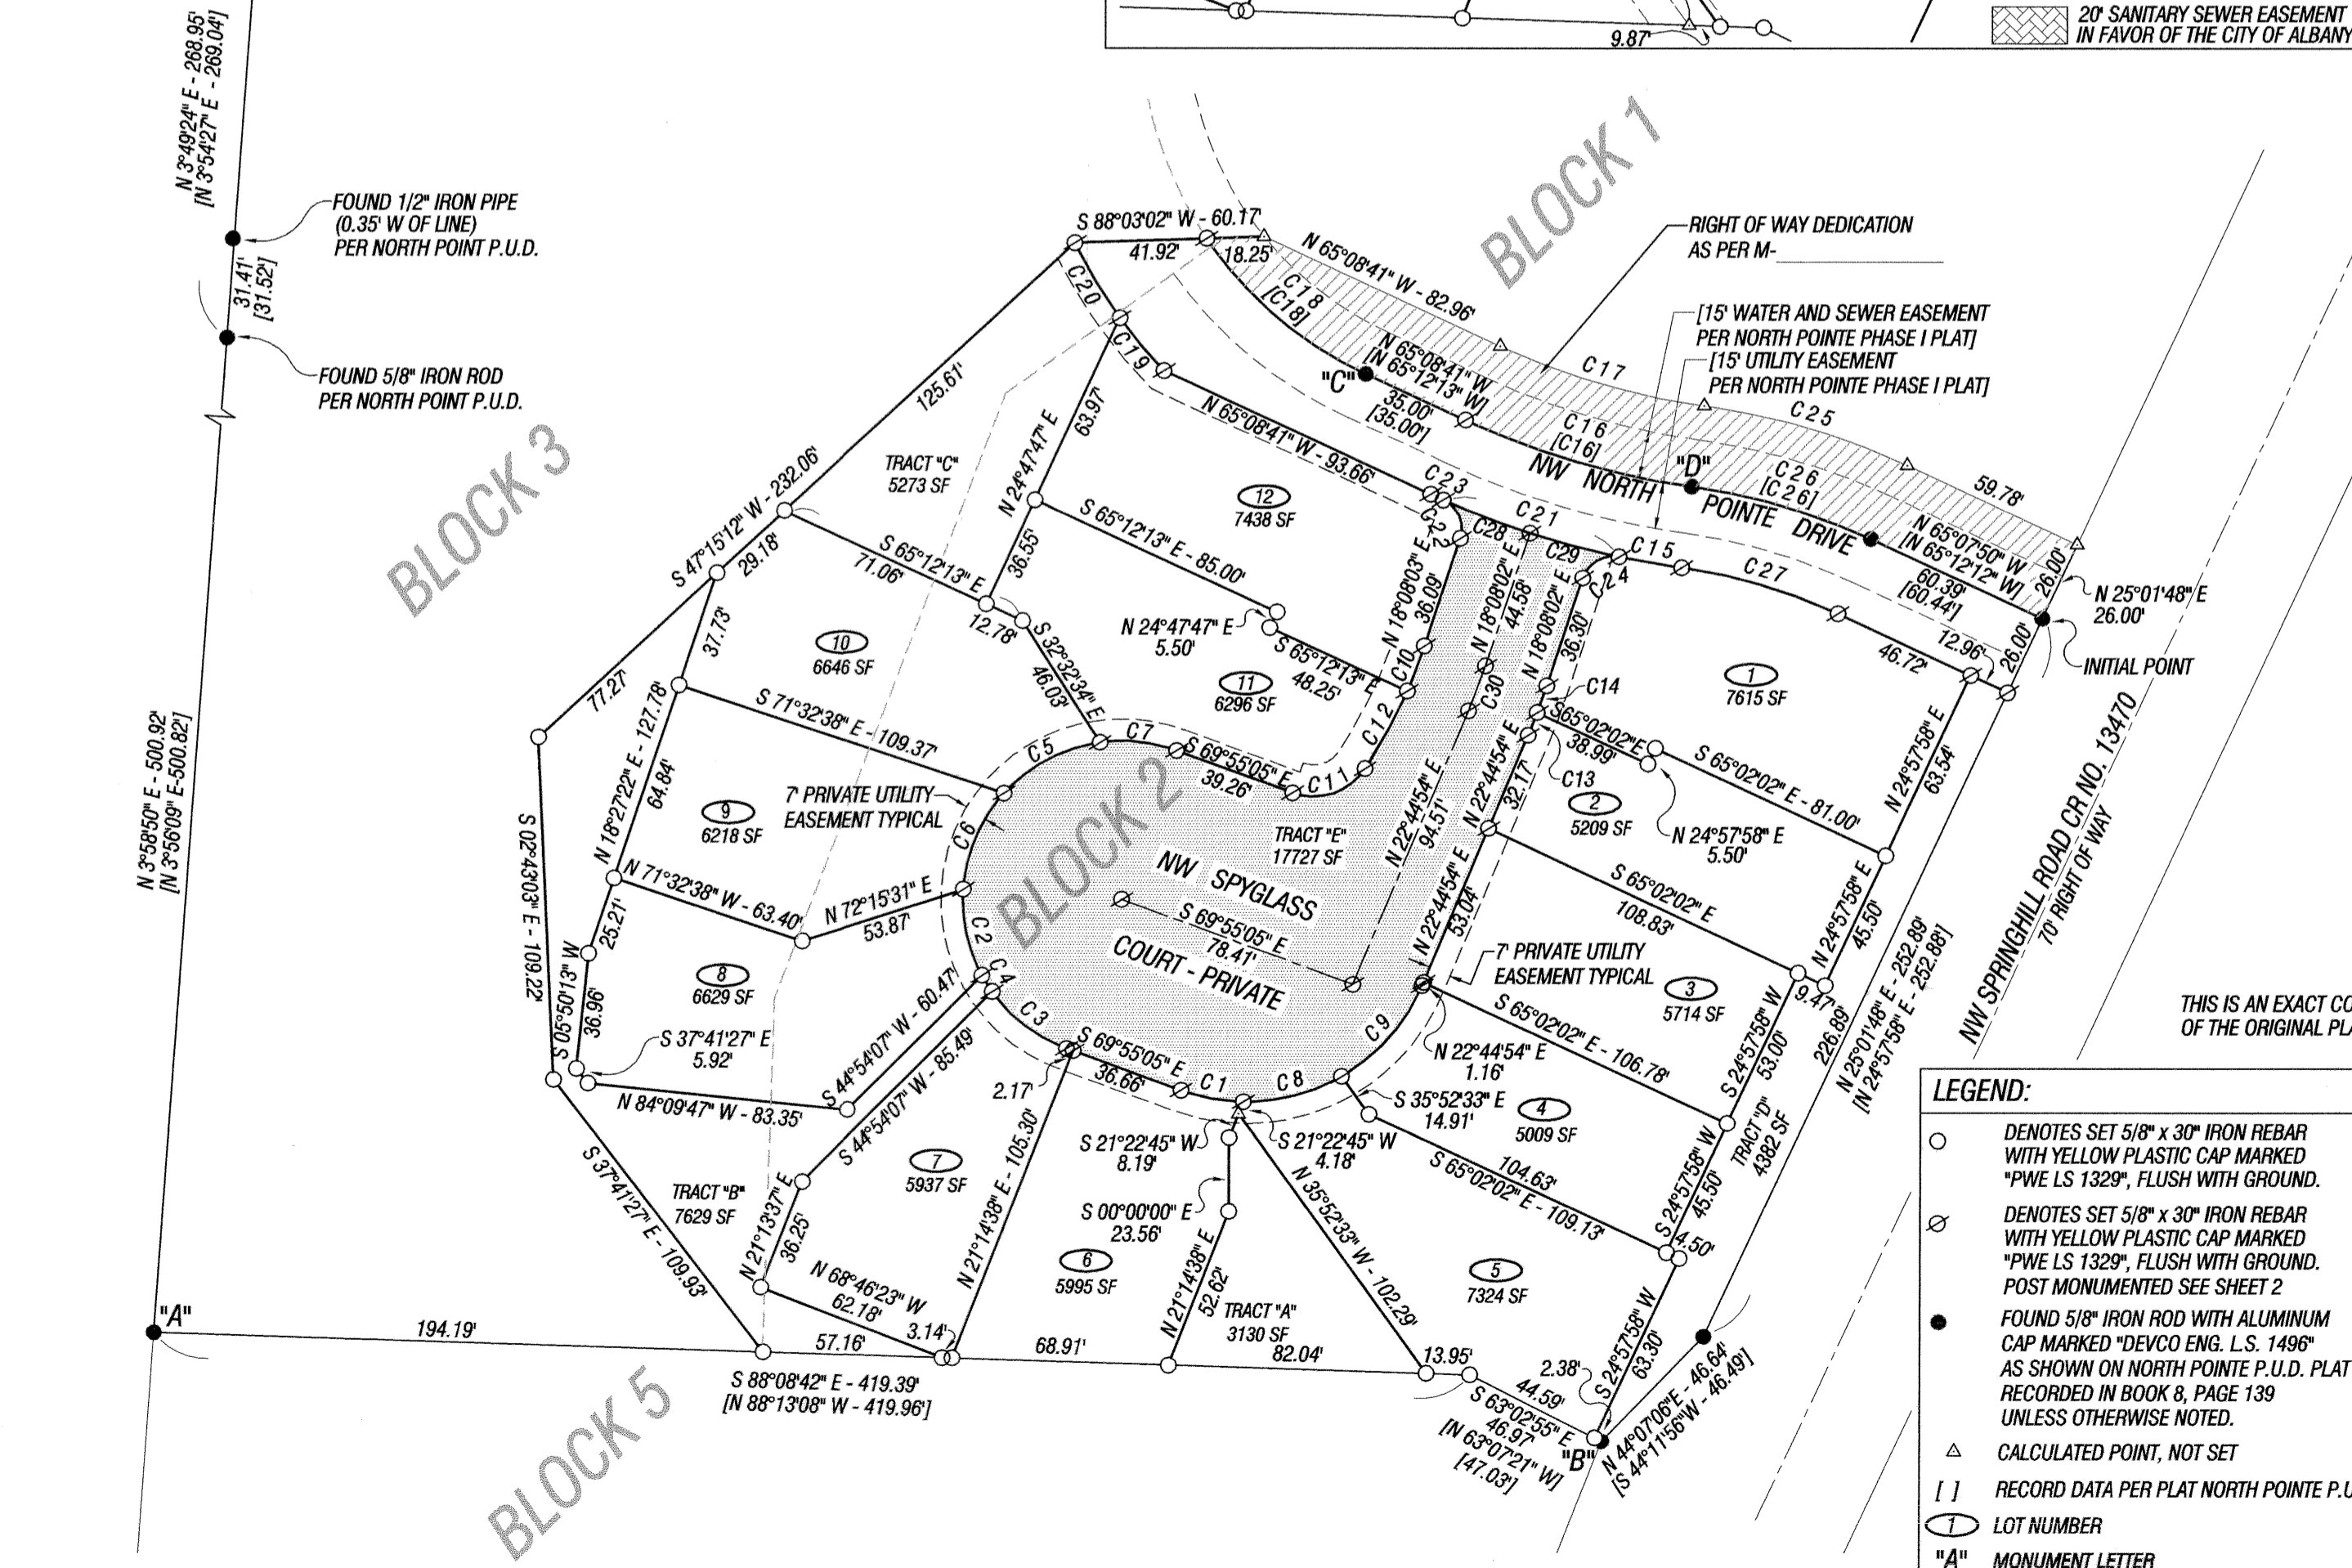 9.87'
20' SANITARY SEWER EASEMENT
IN FAVOR OF THE CITY OF ALBANY
N 3°49'24" E - 268.95'
[N 3°54'27" E - 269.04']
FOUND 1/2" IRON PIPE
(0.35' W OF LINE)
PER NORTH POINT P.U.D.
31.41'
[31.52']
FOUND 5/8" IRON ROD
PER NORTH POINT P.U.D.
BLOCK 3
N 3°58'50" E - 500.92'
[N 3°56'09" E-500.82']
BLOCK 1
RIGHT OF WAY DEDICATION
AS PER M-
[15' WATER AND SEWER EASEMENT
PER NORTH POINTE PHASE I PLAT]
[15' UTILITY EASEMENT
PER NORTH POINTE PHASE I PLAT]
S 88°03'02" W - 60.17'
41.92'
18.25'
N 65°08'41" W - 82.96'
C18
[C18]
C20
C19
C17
C25
59.78'
"C"
N 65°08'41" W
[N 65°12'13" W]
35.00'
[35.00']
C16
[C16]
"D"
C26
[C26]
NW NORTH POINTE DRIVE
N 65°07'50" W
[N 65°12'12" W]
60.39'
[60.44']
26.00'
N 25°01'48" E
26.00'
INITIAL POINT
12.96'
26.00'
46.72'
125.61'
S 47°15'12" W - 232.06'
29.18'
77.27'
TRACT "C"
5273 SF
63.97'
N 24°47'47" E
36.55'
N 65°08'41" W - 93.66'
12
7438 SF
S 65°12'13" E - 85.00'
C23
C22
C28
C21
C29
C15
C24
C27
S 65°12'13" E
71.06'
12.78'
37.73'
10
6646 SF
S 32°32'34" E
46.03'
N 24°47'47" E
5.50'
S 65°12'13" E
48.25'
11
6296 SF
N 18°08'03" E
36.09'
C10
C12
N 18°08'02" E
44.58'
C30
N 18°08'02" E
36.30'
C14
1
7615 SF
S65°02'02"E
38.99'
S 65°02'02" E - 81.00'
C13
N 24°57'58" E
63.54'
2
5209 SF
N 24°57'58" E
5.50'
S 71°32'38" E - 109.37'
N 18°27'22" E - 127.78'
64.84'
C5
C7
S 69°55'05" E
39.26'
C11
N 22°44'54" E
94.51'
N 22°44'54" E
32.17'
9
6218 SF
7' PRIVATE UTILITY
EASEMENT TYPICAL
C6
BLOCK 2
TRACT "E"
17727 SF
NW SPYGLASS
COURT - PRIVATE
S 69°55'05" E
78.41'
N 22°44'54" E
53.04'
S 65°02'02" E
108.83'
N 24°57'58" E
45.50'
NW SPRINGHILL ROAD CR NO. 13470
70' RIGHT OF WAY
S 02°43'03" E - 109.22'
N 71°32'38" W - 63.40'
N 72°15'31" E
53.87'
25.21'
C2
C4
8
6629 SF
S 05°50'13" W
36.96'
S 37°41'27" E
5.92'
S 44°54'07" W - 60.47'
N 84°09'47" W - 83.35'
C3
S 69°55'05" E
36.66'
2.17'
C1
C8
C9
7' PRIVATE UTILITY
EASEMENT TYPICAL
3
5714 SF
9.47'
S 65°02'02" E - 106.78'
N 22°44'54" E
1.16'
S 24°57'58" W
53.00'
226.89'
N 25°01'48" E - 252.89'
[N 24°57'58" E - 252.88']
TRACT "D"
4382 SF
S 44°54'07" W - 85.49'
S 37°41'27" E - 109.93'
TRACT "B"
7629 SF
N 21°13'37" E
36.25'
7
5937 SF
N 21°14'38" E - 105.30'
S 21°22'45" W
8.19'
S 21°22'45" W
4.18'
S 35°52'33" E
14.91'
4
5009 SF
104.63'
S 65°02'02" E - 109.13'
S 24°57'58" W
45.50'
4.50'
S 00°00'00" E
23.56'
6
5995 SF
N 21°14'38" E
52.62'
N 35°52'33" W - 102.29'
5
7324 SF
TRACT "A"
3130 SF
N 68°46'23" W
62.18'
3.14'
S 24°57'58" W
63.30'
"A"
194.19'
57.16'
68.91'
82.04'
13.95'
S 88°08'42" E - 419.39'
[N 88°13'08" W - 419.96']
2.38'
44.59'
S 63°02'55" E
46.97'
[N 63°07'21" W]
[47.03']
"B"
N 44°07'06"E - 46.64'
[S 44°11'56"W - 46.49']
BLOCK 5
THIS IS AN EXACT CO
OF THE ORIGINAL PL
LEGEND:
DENOTES SET 5/8" x 30" IRON REBAR
WITH YELLOW PLASTIC CAP MARKED
"PWE LS 1329", FLUSH WITH GROUND.
DENOTES SET 5/8" x 30" IRON REBAR
WITH YELLOW PLASTIC CAP MARKED
"PWE LS 1329", FLUSH WITH GROUND.
POST MONUMENTED SEE SHEET 2
FOUND 5/8" IRON ROD WITH ALUMINUM
CAP MARKED "DEVCO ENG. L.S. 1496"
AS SHOWN ON NORTH POINTE P.U.D. PLAT
RECORDED IN BOOK 8, PAGE 139
UNLESS OTHERWISE NOTED.
CALCULATED POINT, NOT SET
[ ] RECORD DATA PER PLAT NORTH POINTE P.U
1 LOT NUMBER
"A" MONUMENT LETTER